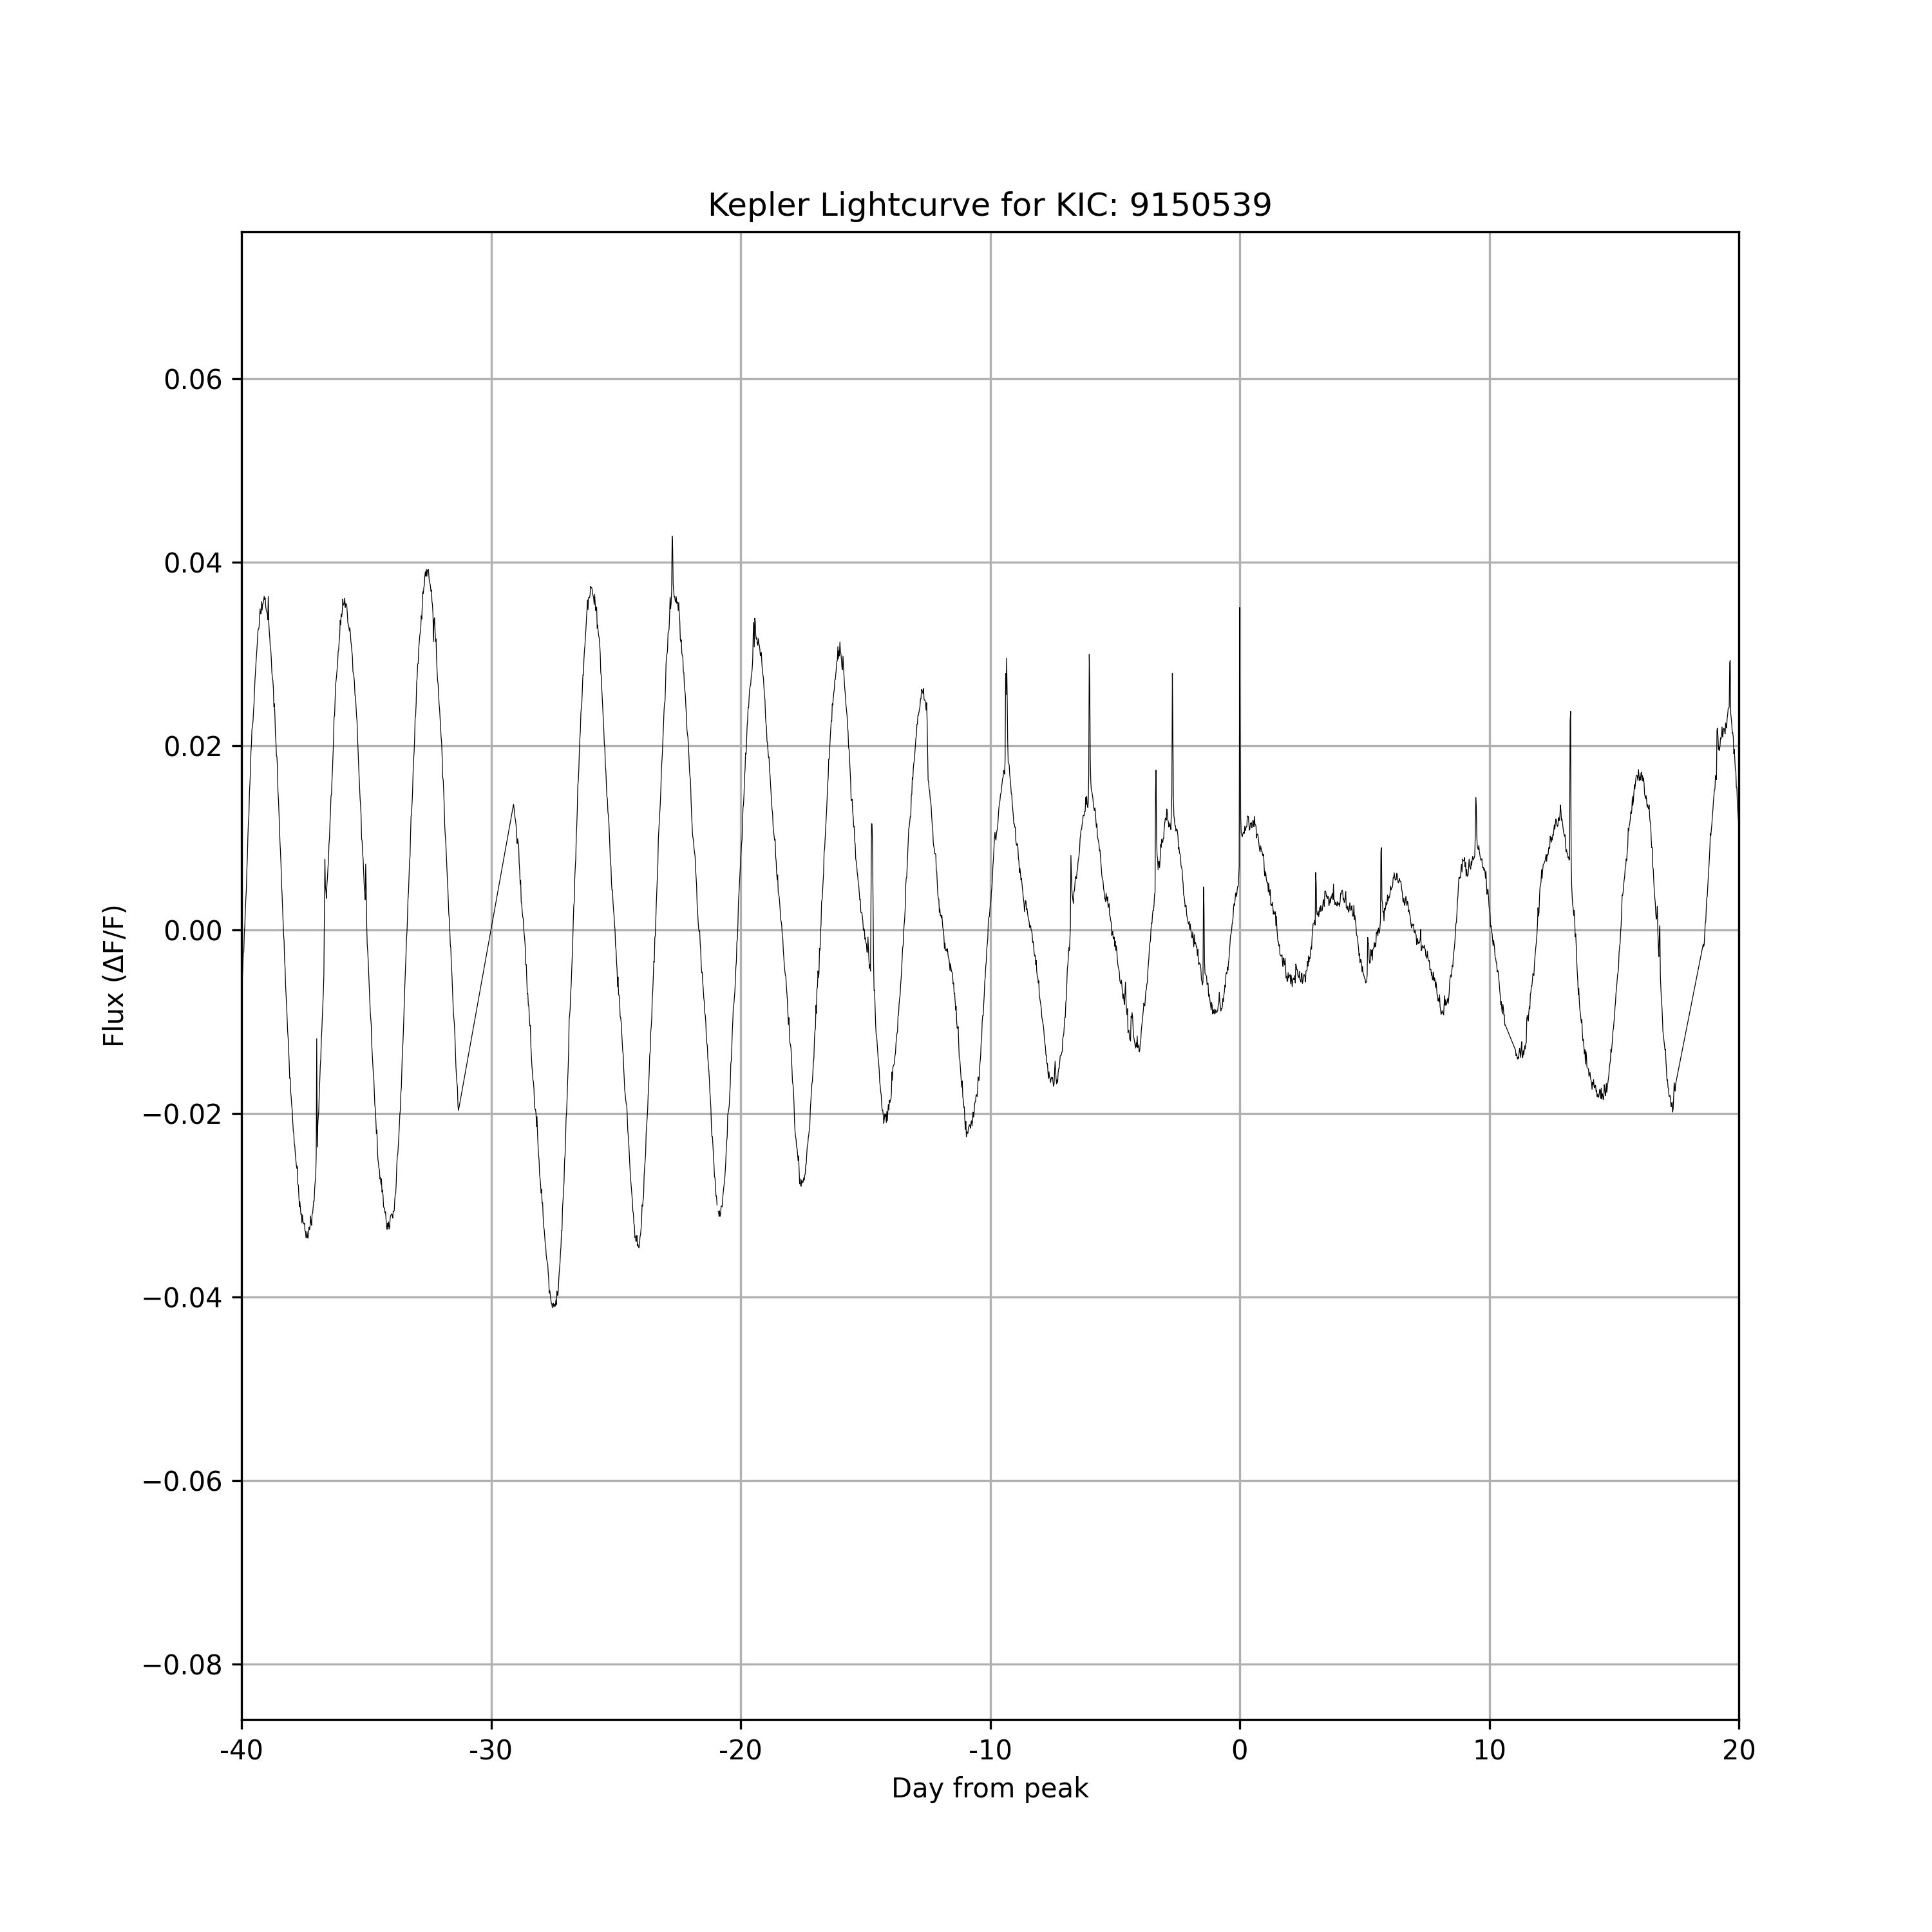 Kepler Lightcurve for KIC: 9150539
0.06
0.04
0.02
0.00
−0.02
−0.04
−0.06
−0.08
Flux (ΔF/F)
-40 -30 -20 -10 0 10 20
Day from peak